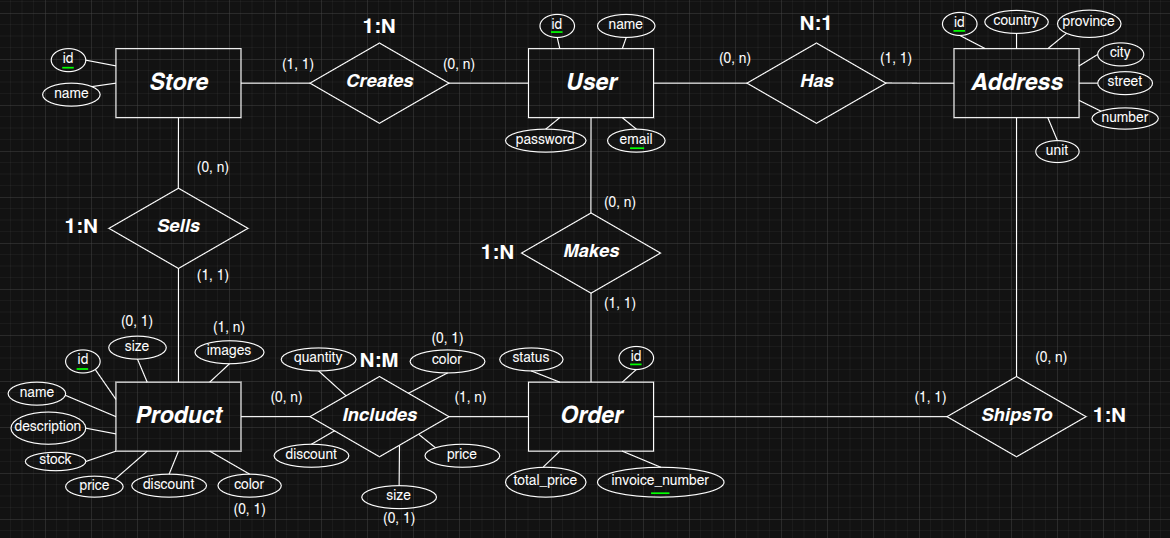 1:N
N:1
id
name
id
country
province
id
Store
(1, 1)
Creates
(0, n)
User
(0, n)
Has
(1, 1)
Address
city
street
name
number
password
email
unit
(0, n)
(0, n)
1:N
Sells
1:N
Makes
(1, 1)
(1, 1)
(0, 1)
(1, n)
(0, 1)
(0, n)
id
size
images
quantity
N:M
color
status
id
name
(0, n)
(1, n)
(1, 1)
description
Product
Includes
Order
ShipsTo
1:N
stock
discount
price
price
discount
color
size
total_price
invoice_number
(0, 1)
(0, 1)